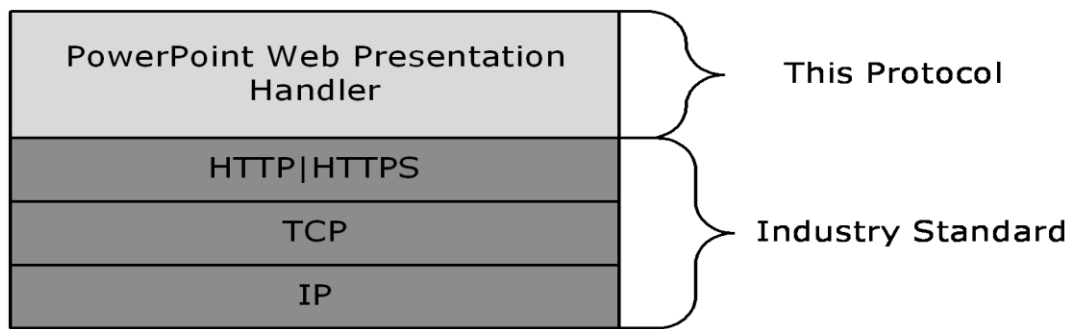 PowerPoint Web Presentation
Handler
This Protocol
HTTP|HTTPS
TCP
Industry Standard
IP